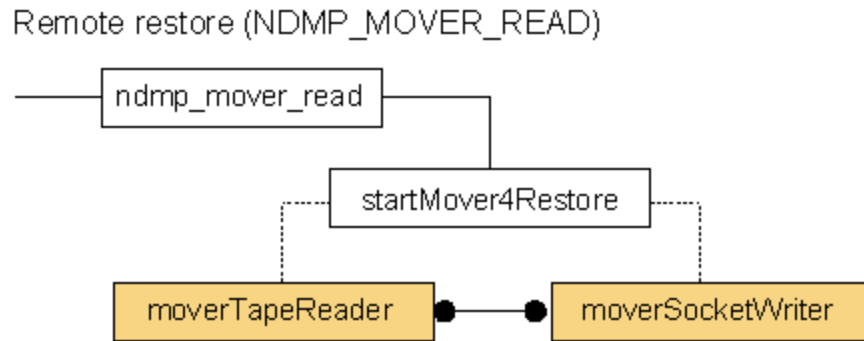 Remote restore (NDMP_MOVER_READ)
ndmp_mover_read
startMover4Restore
moverTapeReader
moverSocketWriter